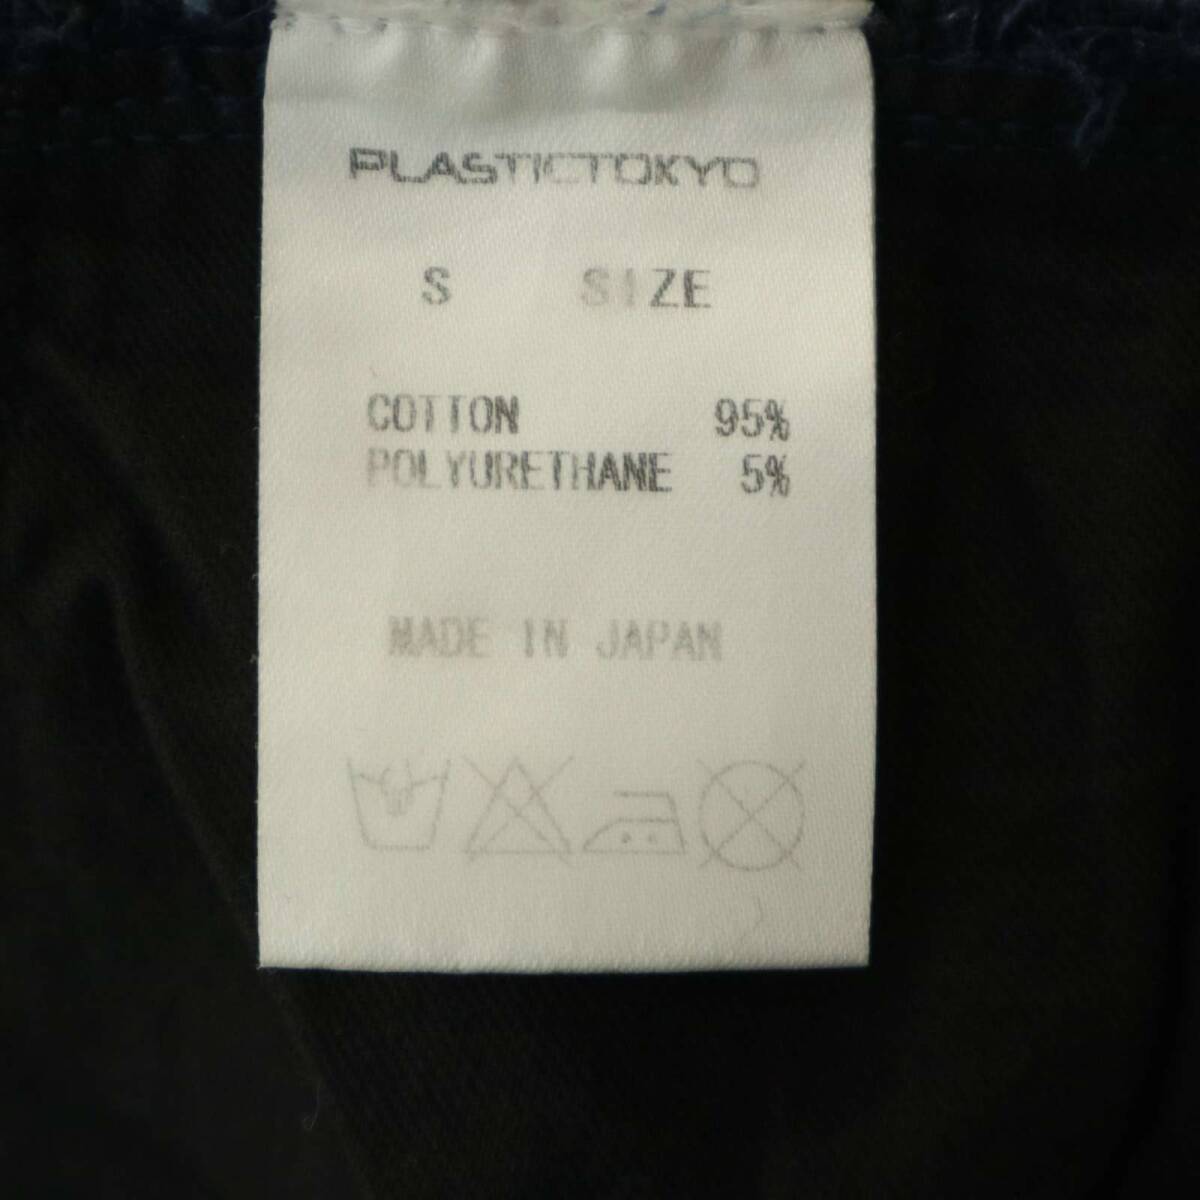 PLASTICTOKYO
S SIZE
COTTON 95%
POLYURETHANE 5%
MADE IN JAPAN